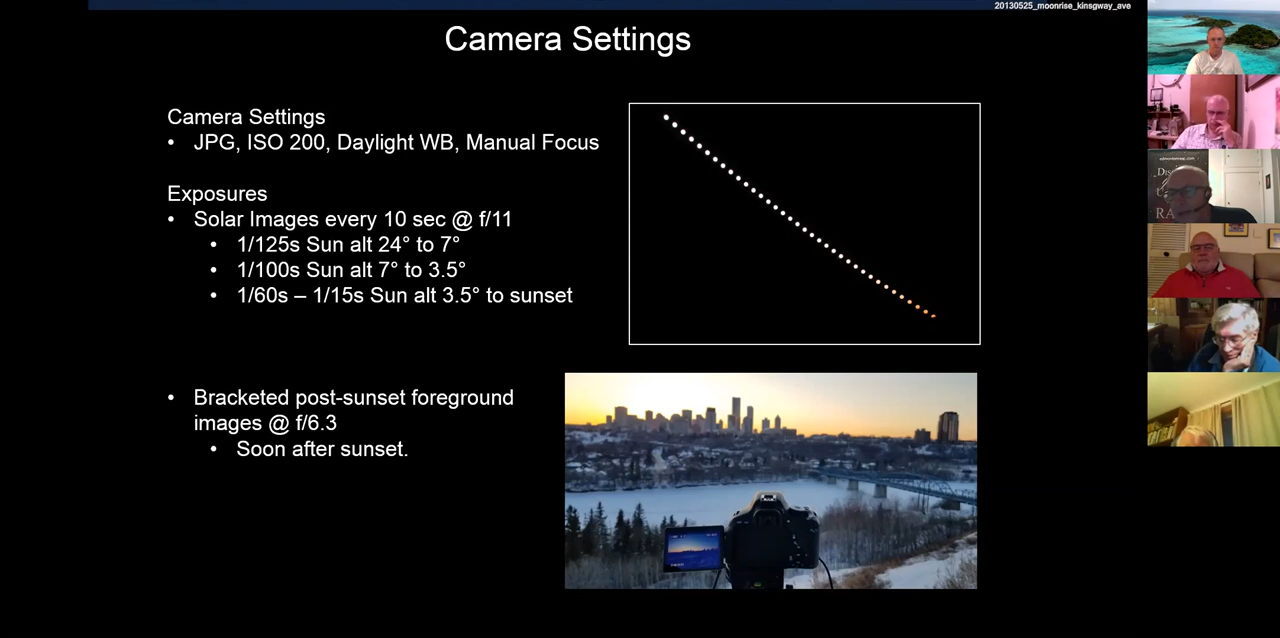 20130525_moonrise_kinsgway_ave
Camera Settings
Camera Settings
• JPG, ISO 200, Daylight WB, Manual Focus
Exposures
• Solar Images every 10 sec @ f/11
• 1/125s Sun alt 24° to 7°
• 1/100s Sun alt 7° to 3.5°
• 1/60s – 1/15s Sun alt 3.5° to sunset
• Bracketed post-sunset foreground
images @ f/6.3
• Soon after sunset.
RA